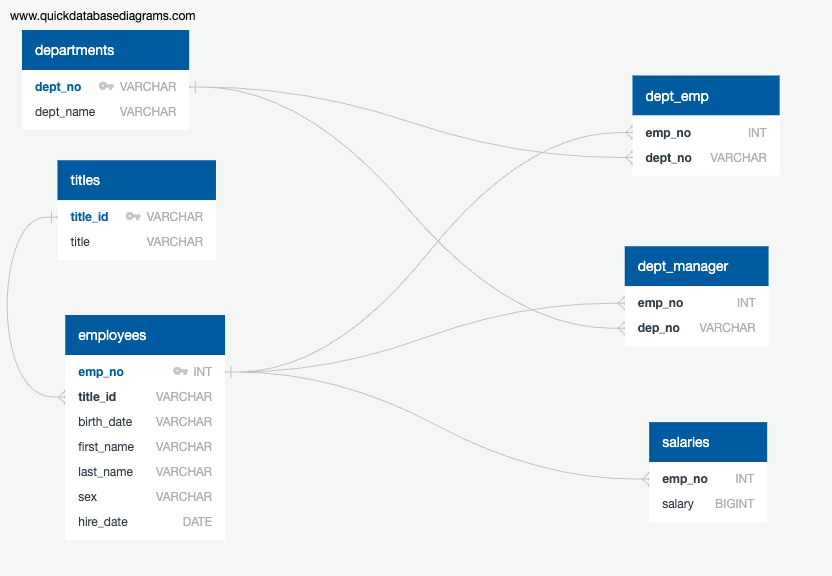 www.quickdatabasediagrams.com
departments
dept_no VARCHAR
dept_name VARCHAR
titles
title_id VARCHAR
title VARCHAR
employees
emp_no INT
title_id VARCHAR
birth_date VARCHAR
first_name VARCHAR
last_name VARCHAR
sex VARCHAR
hire_date DATE
dept_emp
emp_no INT
dept_no VARCHAR
dept_manager
emp_no INT
dep_no VARCHAR
salaries
emp_no INT
salary BIGINT